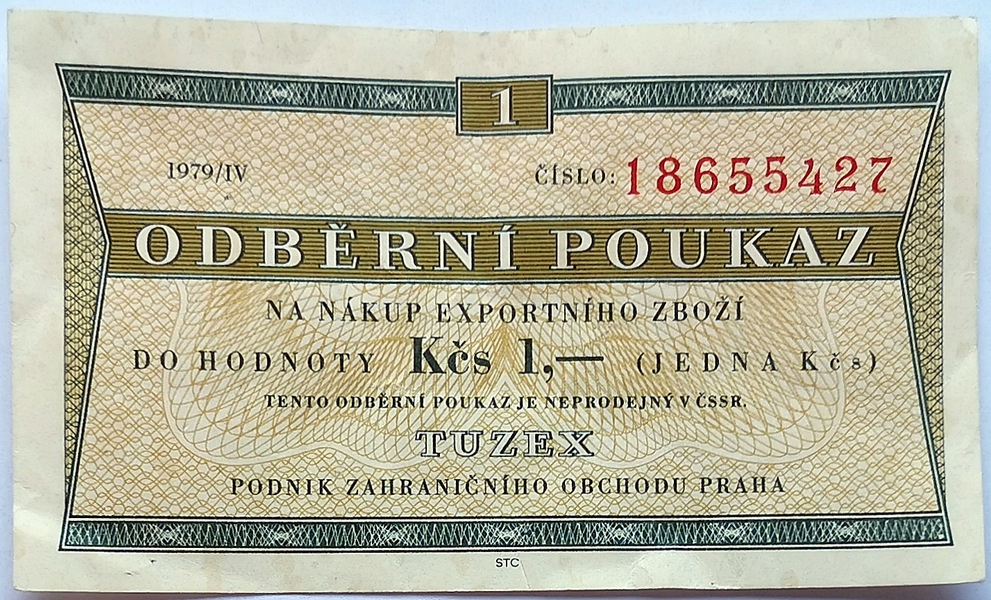 1
1979/IV ČÍSLO: 18655427
ODBĚRNÍ POUKAZ
NA NÁKUP EXPORTNÍHO ZBOŽÍ
DO HODNOTY Kčs 1,— (JEDNA Kčs)
TENTO ODBĚRNÍ POUKAZ JE NEPRODEJNÝ V ČSSR.
TUZEX
PODNIK ZAHRANIČNÍHO OBCHODU PRAHA
STC